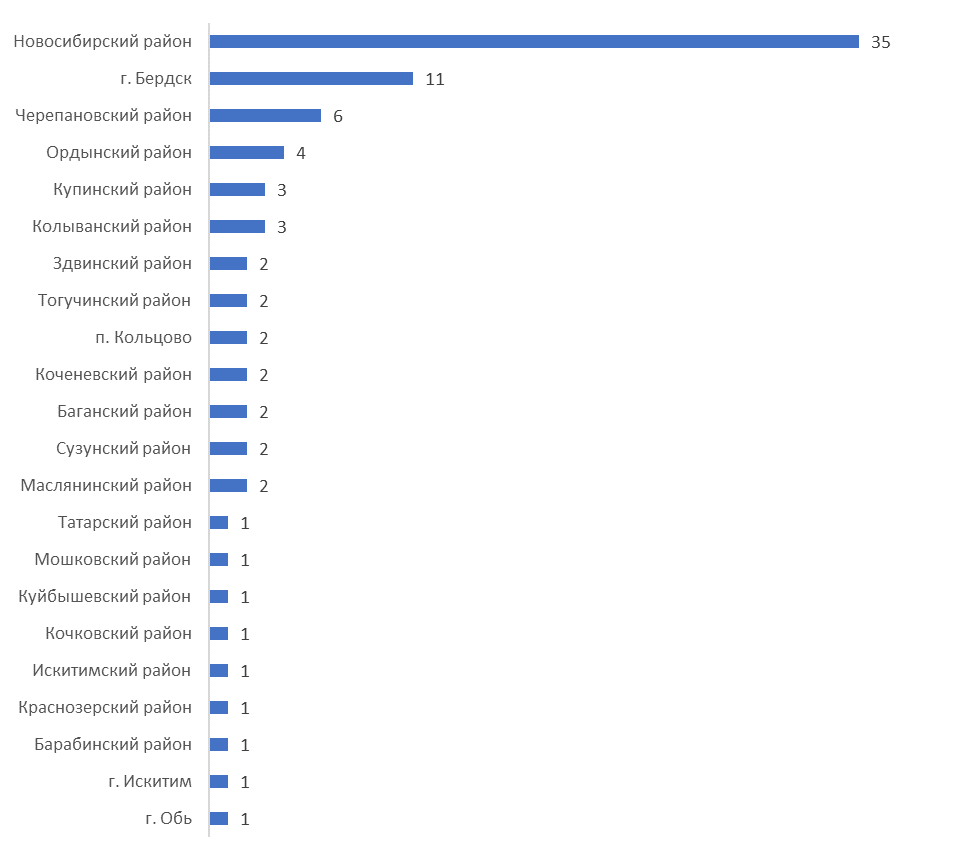 Новосибирский район 35
г. Бердск 11
Черепановский район 6
Ордынский район 4
Купинский район 3
Колыванский район 3
Здвинский район 2
Тогучинский район 2
п. Кольцово 2
Коченевский район 2
Баганский район 2
Сузунский район 2
Маслянинский район 2
Татарский район 1
Мошковский район 1
Куйбышевский район 1
Кочковский район 1
Искитимский район 1
Краснозерский район 1
Барабинский район 1
г. Искитим 1
г. Обь 1